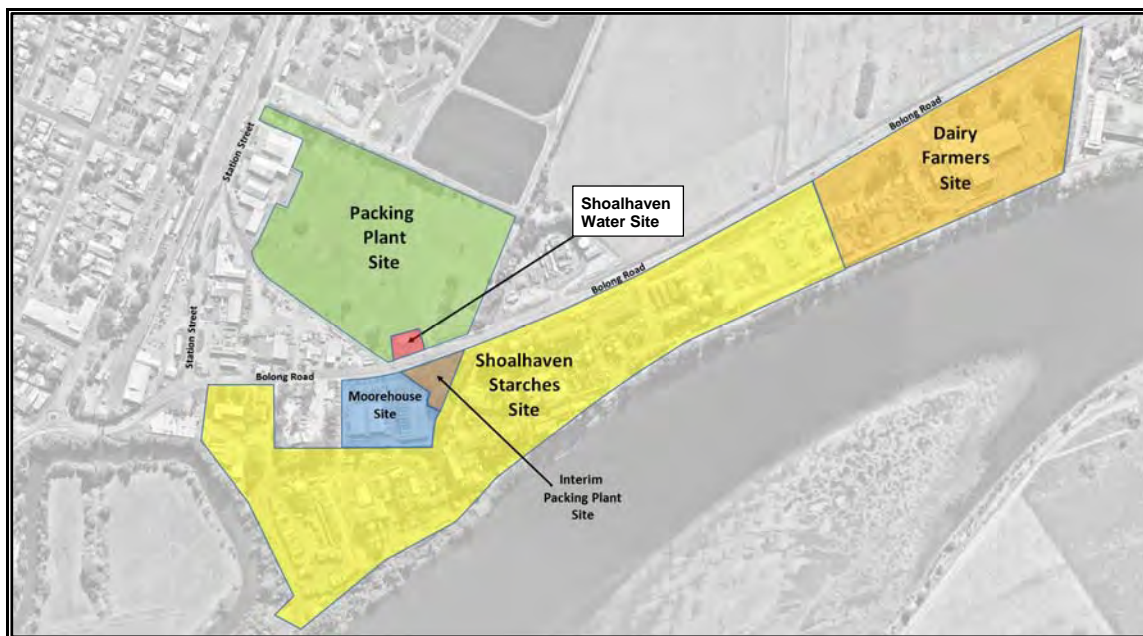 Bolong Road
Dairy
Farmers
Site
Station Street
Shoalhaven
Water Site
Packing
Plant
Site
Bolong Road
Station Street
Shoalhaven
Starches
Site
Bolong Road
Moorehouse
Site
Interim
Packing Plant
Site